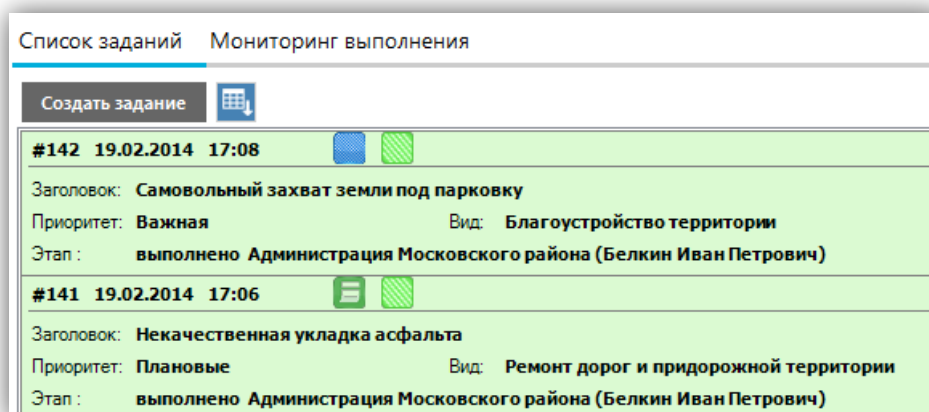 Список заданий Мониторинг выполнения
Создать задание
#142 19.02.2014 17:08
Заголовок: Самовольный захват земли под парковку
Приоритет: Важная Вид: Благоустройство территории
Этап : выполнено Администрация Московского района (Белкин Иван Петрович)
#141 19.02.2014 17:06
Заголовок: Некачественная укладка асфальта
Приоритет: Плановые Вид: Ремонт дорог и придорожной территории
Этап : выполнено Администрация Московского района (Белкин Иван Петрович)